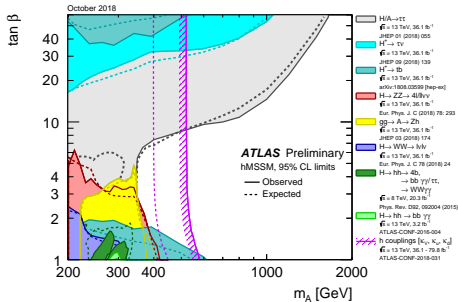 October 2018
tan β
40
30
20
10
4
3
2
1
200
300
400
1000
2000
m_A [GeV]
ATLAS Preliminary
hMSSM, 95% CL limits
Observed
Expected
H/A→ττ
√s = 13 TeV, 36.1 fb⁻¹
JHEP 01 (2018) 055
H⁺→ τν
√s = 13 TeV, 36.1 fb⁻¹
JHEP 09 (2018) 139
H⁺→ tb
√s = 13 TeV, 36.1 fb⁻¹
arXiv:1808.03599 [hep-ex]
H→ ZZ→ 4l/llνν
√s = 13 TeV, 36.1 fb⁻¹
Eur. Phys. J. C (2018) 78: 293
gg→ A→ Zh
√s = 13 TeV, 36.1 fb⁻¹
JHEP 03 (2018) 174
H→ WW→ lνlν
√s = 13 TeV, 36.1 fb⁻¹
Eur. Phys. J. C 78 (2018) 24
H→ hh→ 4b,
→ bb γγ/ττ,
→ WWγγ
√s = 8 TeV, 20.3 fb⁻¹
Phys. Rev. D92, 092004 (2015)
H→ hh→ bb γγ
√s = 13 TeV, 3.2 fb⁻¹
ATLAS-CONF-2016-004
h couplings [κ_V, κ_u, κ_d]
√s = 13 TeV, 36.1 - 79.8 fb⁻¹
ATLAS-CONF-2018-031